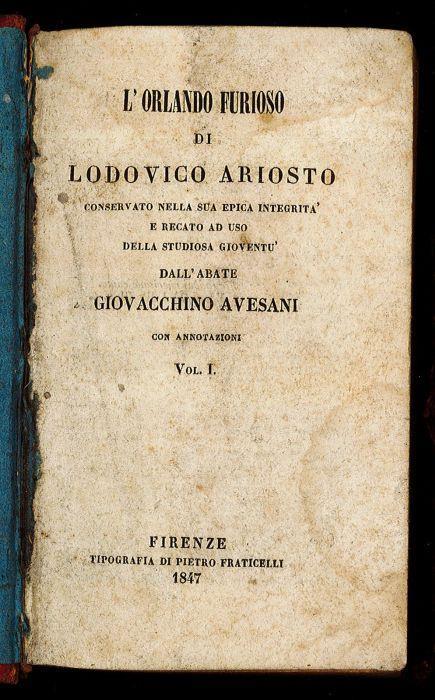 L' ORLANDO FURIOSO
DI
LODOVICO ARIOSTO
CONSERVATO NELLA SUA EPICA INTEGRITA'
E RECATO AD USO
DELLA STUDIOSA GIOVENTU'
DALL'ABATE
GIOVACCHINO AVESANI
CON ANNOTAZIONI
VOL. I.
FIRENZE
TIPOGRAFIA DI PIETRO FRATICELLI
1847